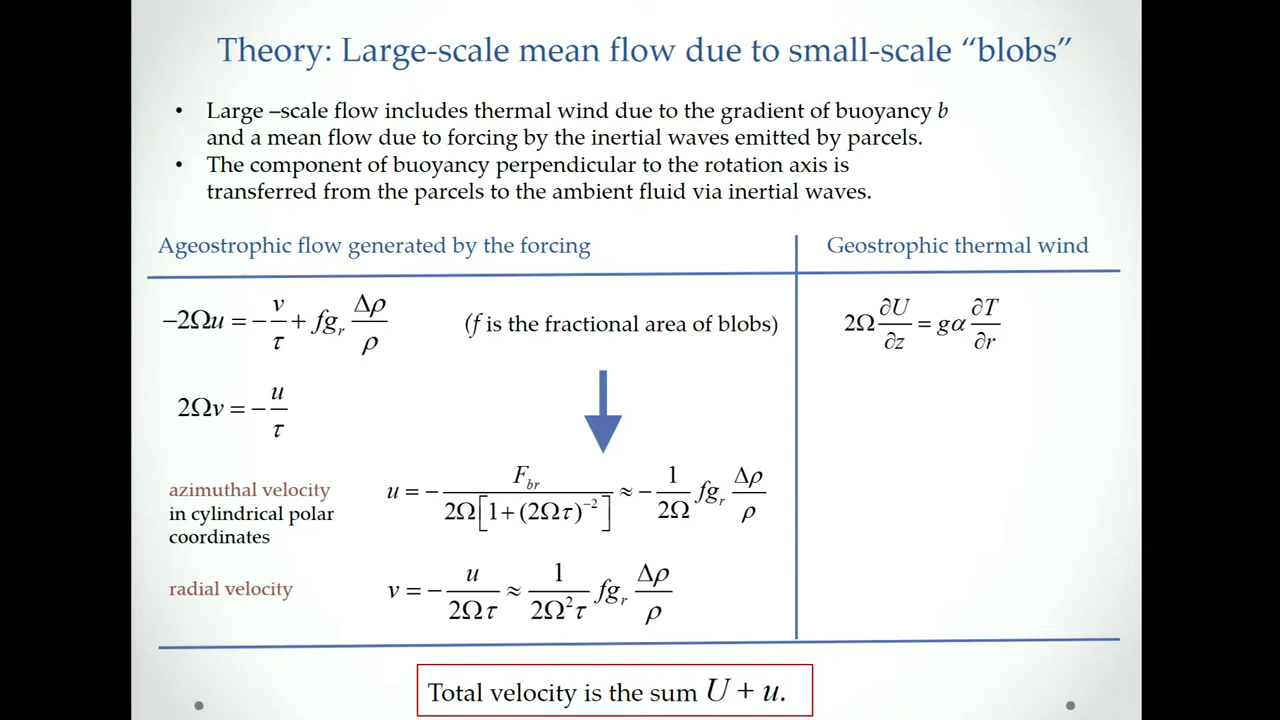 Theory: Large-scale mean flow due to small-scale “blobs”
• Large –scale flow includes thermal wind due to the gradient of buoyancy b
and a mean flow due to forcing by the inertial waves emitted by parcels.
• The component of buoyancy perpendicular to the rotation axis is
transferred from the parcels to the ambient fluid via inertial waves.
Ageostrophic flow generated by the forcing
Geostrophic thermal wind
−2Ωu = −v/τ + fg_r Δρ/ρ
(f is the fractional area of blobs)
2Ω ∂U/∂z = gα ∂T/∂r
2Ωv = −u/τ
azimuthal velocity
in cylindrical polar
coordinates
u = −F_br/(2Ω[1+(2Ωτ)^−2]) ≈ −1/(2Ω) fg_r Δρ/ρ
radial velocity
v = −u/(2Ωτ) ≈ 1/(2Ω^2τ) fg_r Δρ/ρ
Total velocity is the sum U + u.